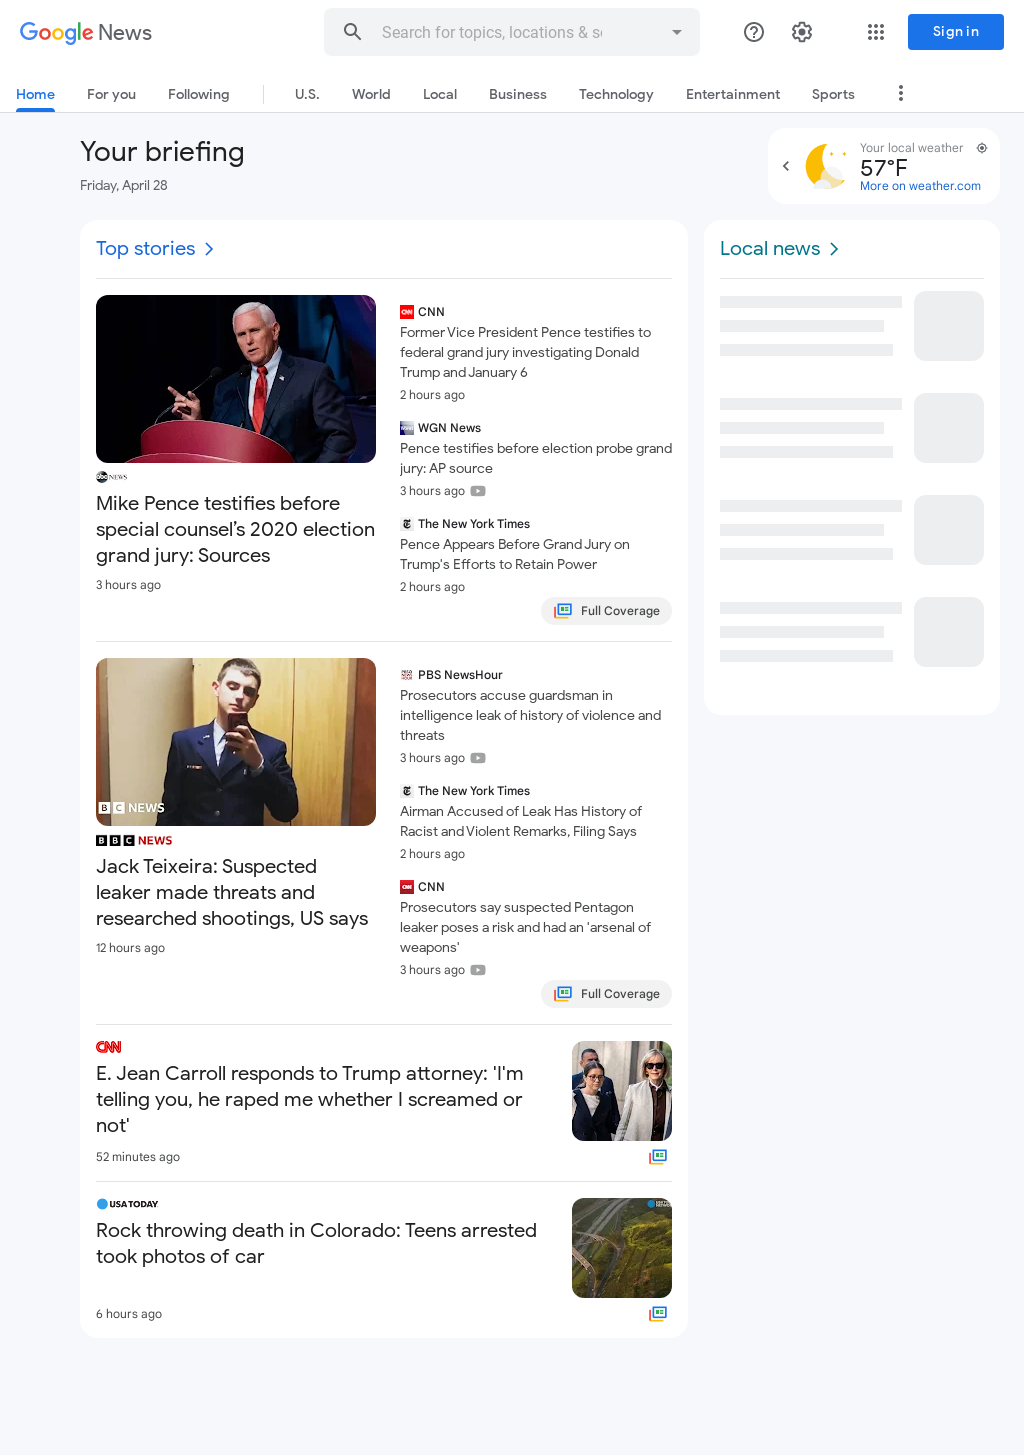 Google News
Search for topics, locations & so
Sign in
Home
For you
Following
U.S.
World
Local
Business
Technology
Entertainment
Sports
Your briefing
Friday, April 28
Your local weather
57°F
More on weather.com
Top stories
abc NEWS
Mike Pence testifies before
special counsel’s 2020 election
grand jury: Sources
3 hours ago
CNN
Former Vice President Pence testifies to
federal grand jury investigating Donald
Trump and January 6
2 hours ago
WGN News
Pence testifies before election probe grand
jury: AP source
3 hours ago
The New York Times
Pence Appears Before Grand Jury on
Trump's Efforts to Retain Power
2 hours ago
Full Coverage
BBC NEWS
BBC NEWS
Jack Teixeira: Suspected
leaker made threats and
researched shootings, US says
12 hours ago
PBS NewsHour
Prosecutors accuse guardsman in
intelligence leak of history of violence and
threats
3 hours ago
The New York Times
Airman Accused of Leak Has History of
Racist and Violent Remarks, Filing Says
2 hours ago
CNN
Prosecutors say suspected Pentagon
leaker poses a risk and had an 'arsenal of
weapons'
3 hours ago
Full Coverage
CNN
E. Jean Carroll responds to Trump attorney: 'I'm
telling you, he raped me whether I screamed or
not'
52 minutes ago
USA TODAY
Rock throwing death in Colorado: Teens arrested
took photos of car
6 hours ago
Local news